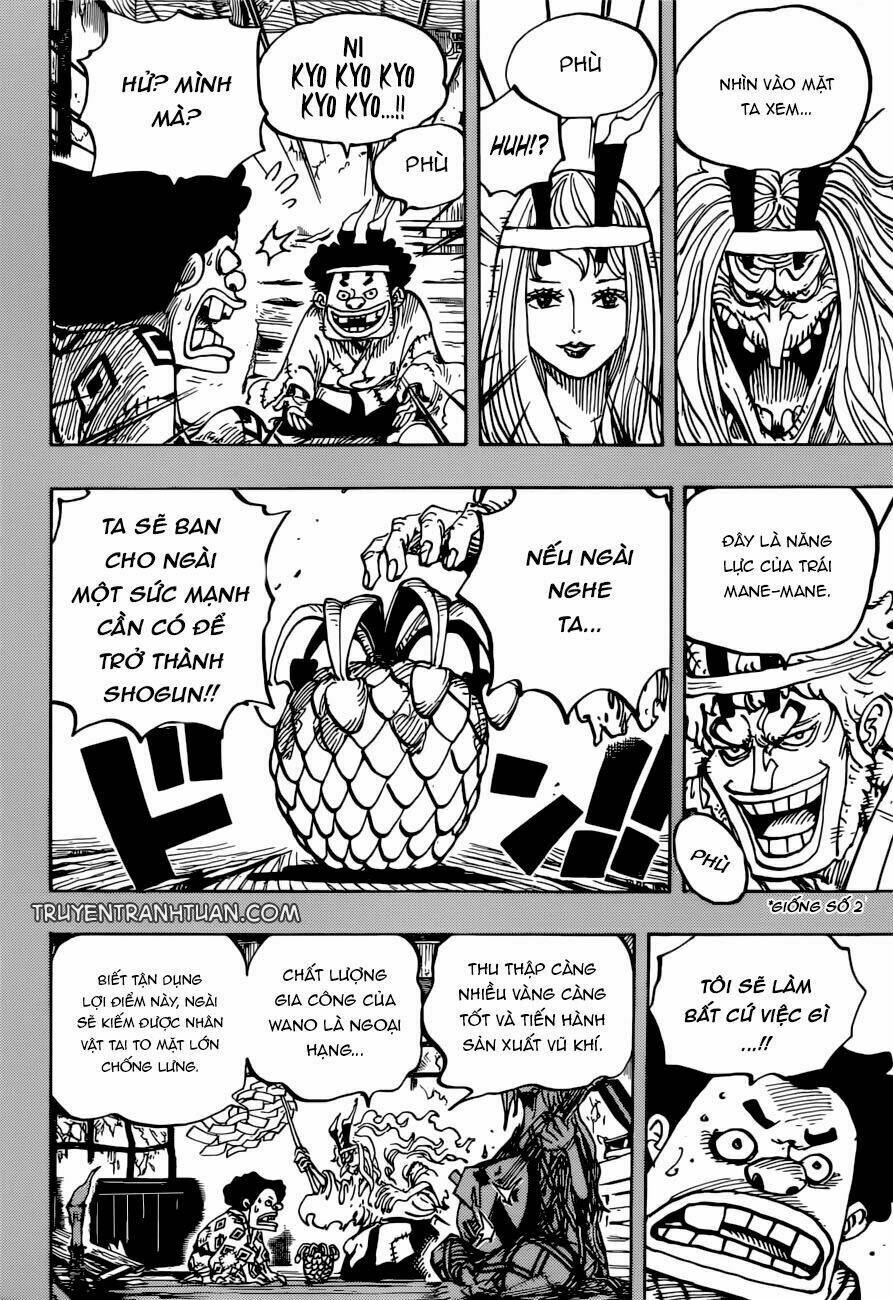 NHÌN VÀO MẶT
TA XEM...
PHÙ
HUH!?
NI
KYO KYO KYO
KYO KYO...!!
PHÙ
HỬ? MÌNH
MÀ?
ĐÂY LÀ NĂNG
LỰC CỦA TRÁI
MANE-MANE.
PHÙ
*GIỐNG SỐ 2
NẾU NGÀI
NGHE
TA...
TA SẼ BAN
CHO NGÀI
MỘT SỨC MẠNH
CẦN CÓ ĐỂ
TRỞ THÀNH
SHOGUN!!
ドン!!
TRUYENTRANHTUAN.COM
TÔI SẼ LÀM
BẤT CỨ VIỆC GÌ
...!!
THU THẬP CÀNG
NHIỀU VÀNG CÀNG
TỐT VÀ TIẾN HÀNH
SẢN XUẤT VŨ KHÍ.
CHẤT LƯỢNG
GIA CÔNG CỦA
WANO LÀ NGOẠI
HẠNG...
BIẾT TẬN DỤNG
LỢI ĐIỂM NÀY, NGÀI
SẼ KIẾM ĐƯỢC NHÂN
VẬT TAI TO MẶT LỚN
CHỐNG LƯNG.